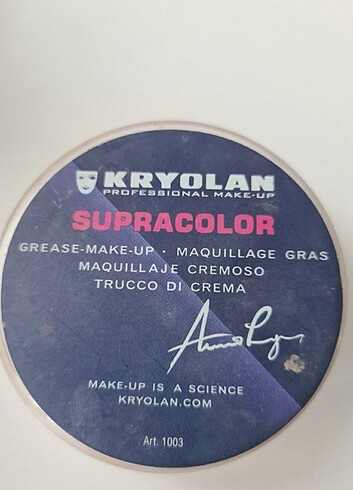 KRYOLAN
PROFESSIONAL MAKE-UP
SUPRACOLOR
GREASE-MAKE-UP · MAQUILLAGE GRAS
MAQUILLAJE CREMOSO
TRUCCO DI CREMA
MAKE-UP IS A SCIENCE
KRYOLAN.COM
Art. 1003